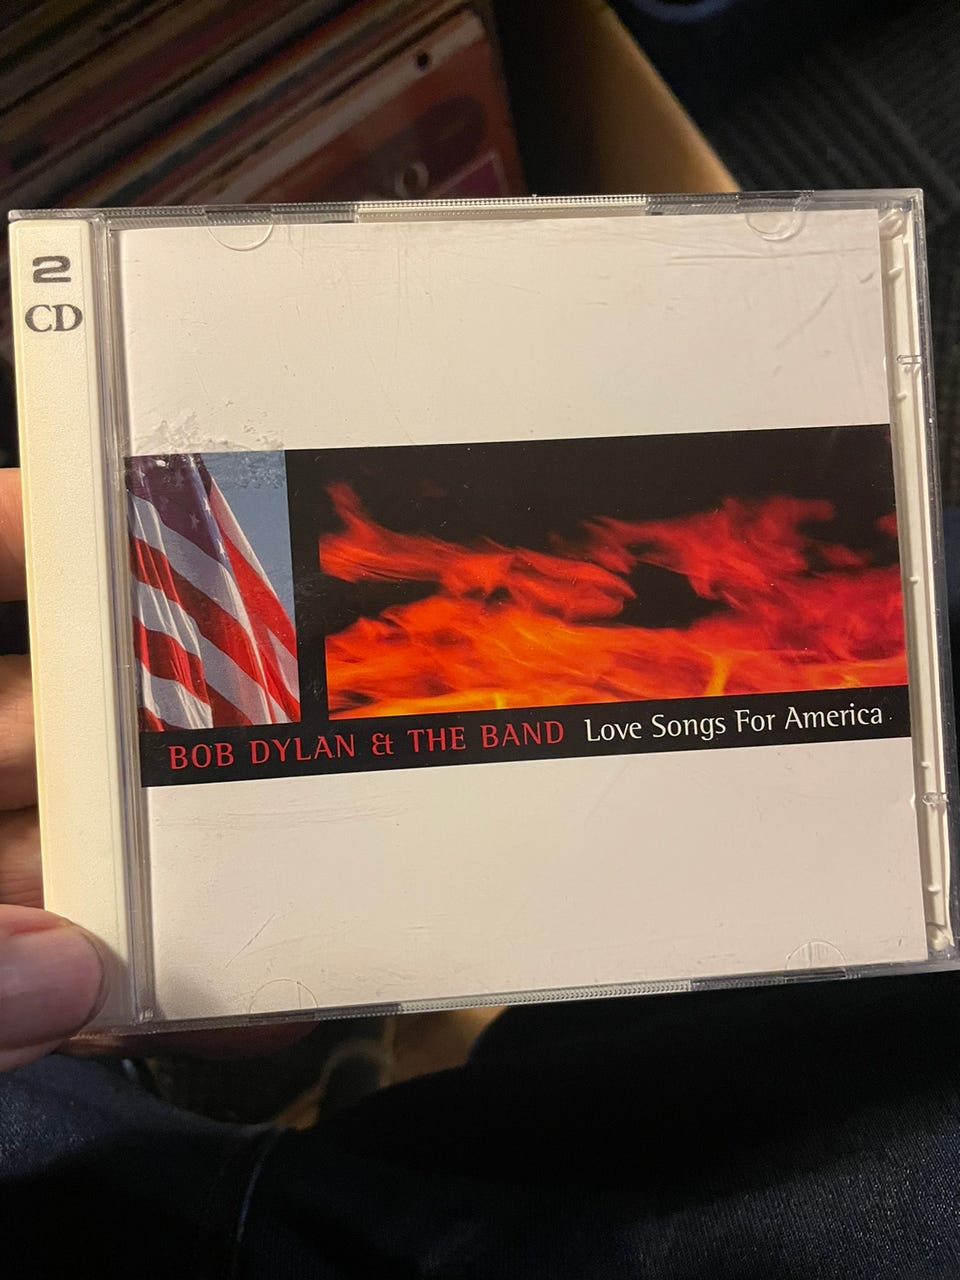 2
CD
BOB DYLAN & THE BAND Love Songs For America